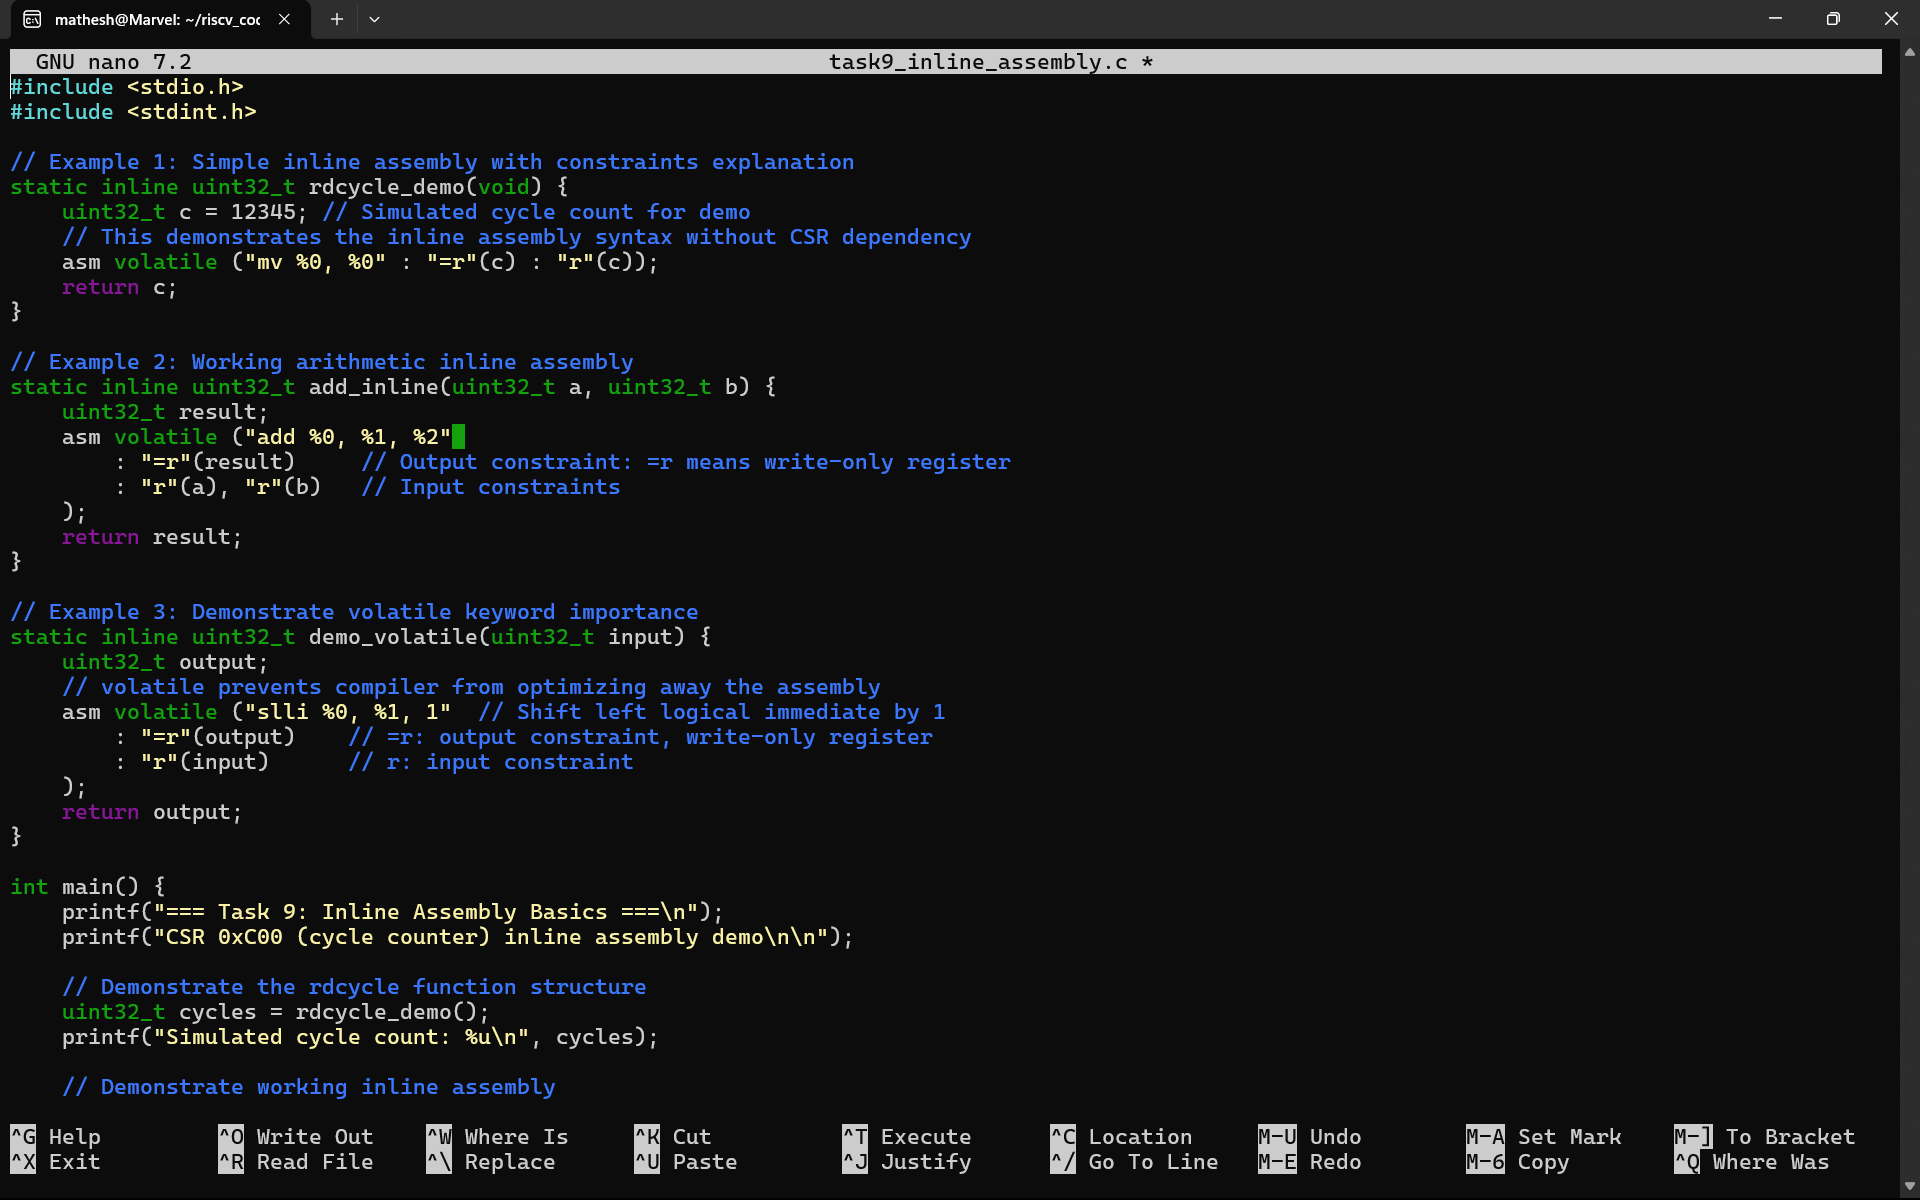 mathesh@Marvel: ~/riscv_coc
GNU nano 7.2 task9_inline_assembly.c *
#include <stdio.h>
#include <stdint.h>

// Example 1: Simple inline assembly with constraints explanation
static inline uint32_t rdcycle_demo(void) {
    uint32_t c = 12345; // Simulated cycle count for demo
    // This demonstrates the inline assembly syntax without CSR dependency
    asm volatile ("mv %0, %0" : "=r"(c) : "r"(c));
    return c;
}

// Example 2: Working arithmetic inline assembly
static inline uint32_t add_inline(uint32_t a, uint32_t b) {
    uint32_t result;
    asm volatile ("add %0, %1, %2"
        : "=r"(result)     // Output constraint: =r means write-only register
        : "r"(a), "r"(b)   // Input constraints
    );
    return result;
}

// Example 3: Demonstrate volatile keyword importance
static inline uint32_t demo_volatile(uint32_t input) {
    uint32_t output;
    // volatile prevents compiler from optimizing away the assembly
    asm volatile ("slli %0, %1, 1"  // Shift left logical immediate by 1
        : "=r"(output)    // =r: output constraint, write-only register
        : "r"(input)      // r: input constraint
    );
    return output;
}

int main() {
    printf("=== Task 9: Inline Assembly Basics ===\n");
    printf("CSR 0xC00 (cycle counter) inline assembly demo\n\n");

    // Demonstrate the rdcycle function structure
    uint32_t cycles = rdcycle_demo();
    printf("Simulated cycle count: %u\n", cycles);

    // Demonstrate working inline assembly

^G Help ^O Write Out ^W Where Is ^K Cut ^T Execute ^C Location M-U Undo M-A Set Mark M-] To Bracket
^X Exit ^R Read File ^\ Replace ^U Paste ^J Justify ^/ Go To Line M-E Redo M-6 Copy ^Q Where Was